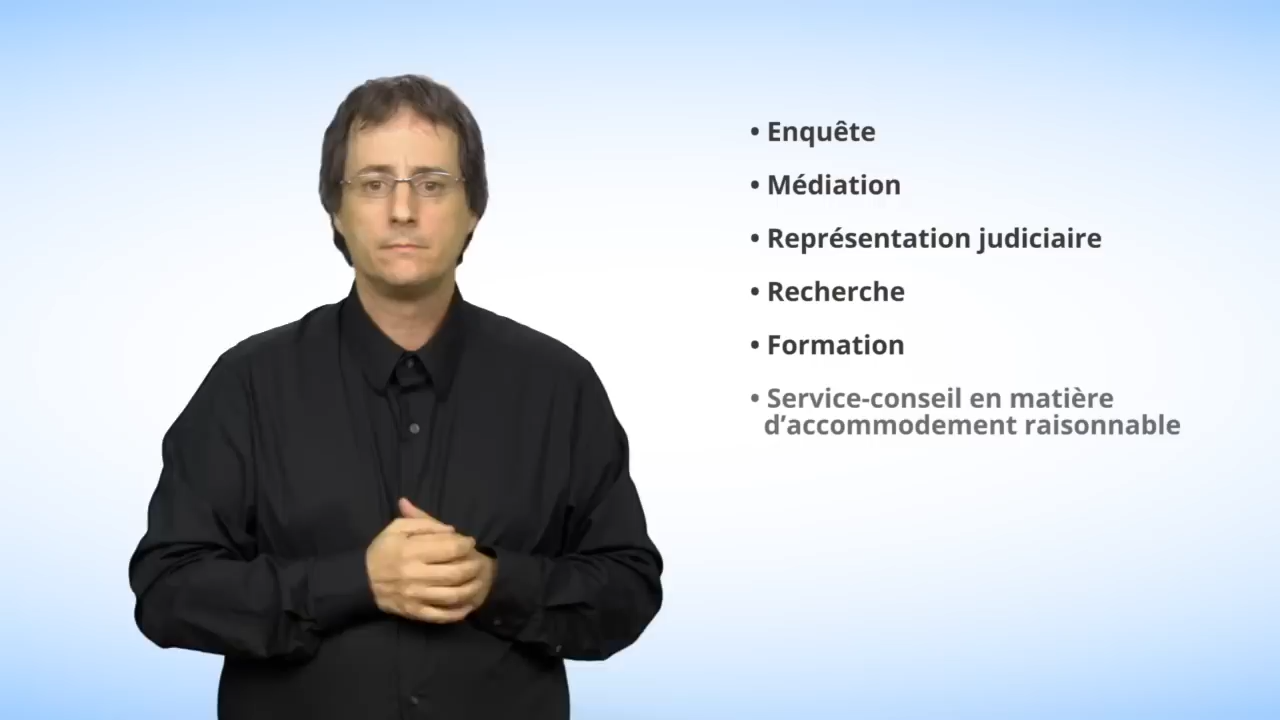 • Enquête
• Médiation
• Représentation judiciaire
• Recherche
• Formation
• Service-conseil en matière
d’accommodement raisonnable